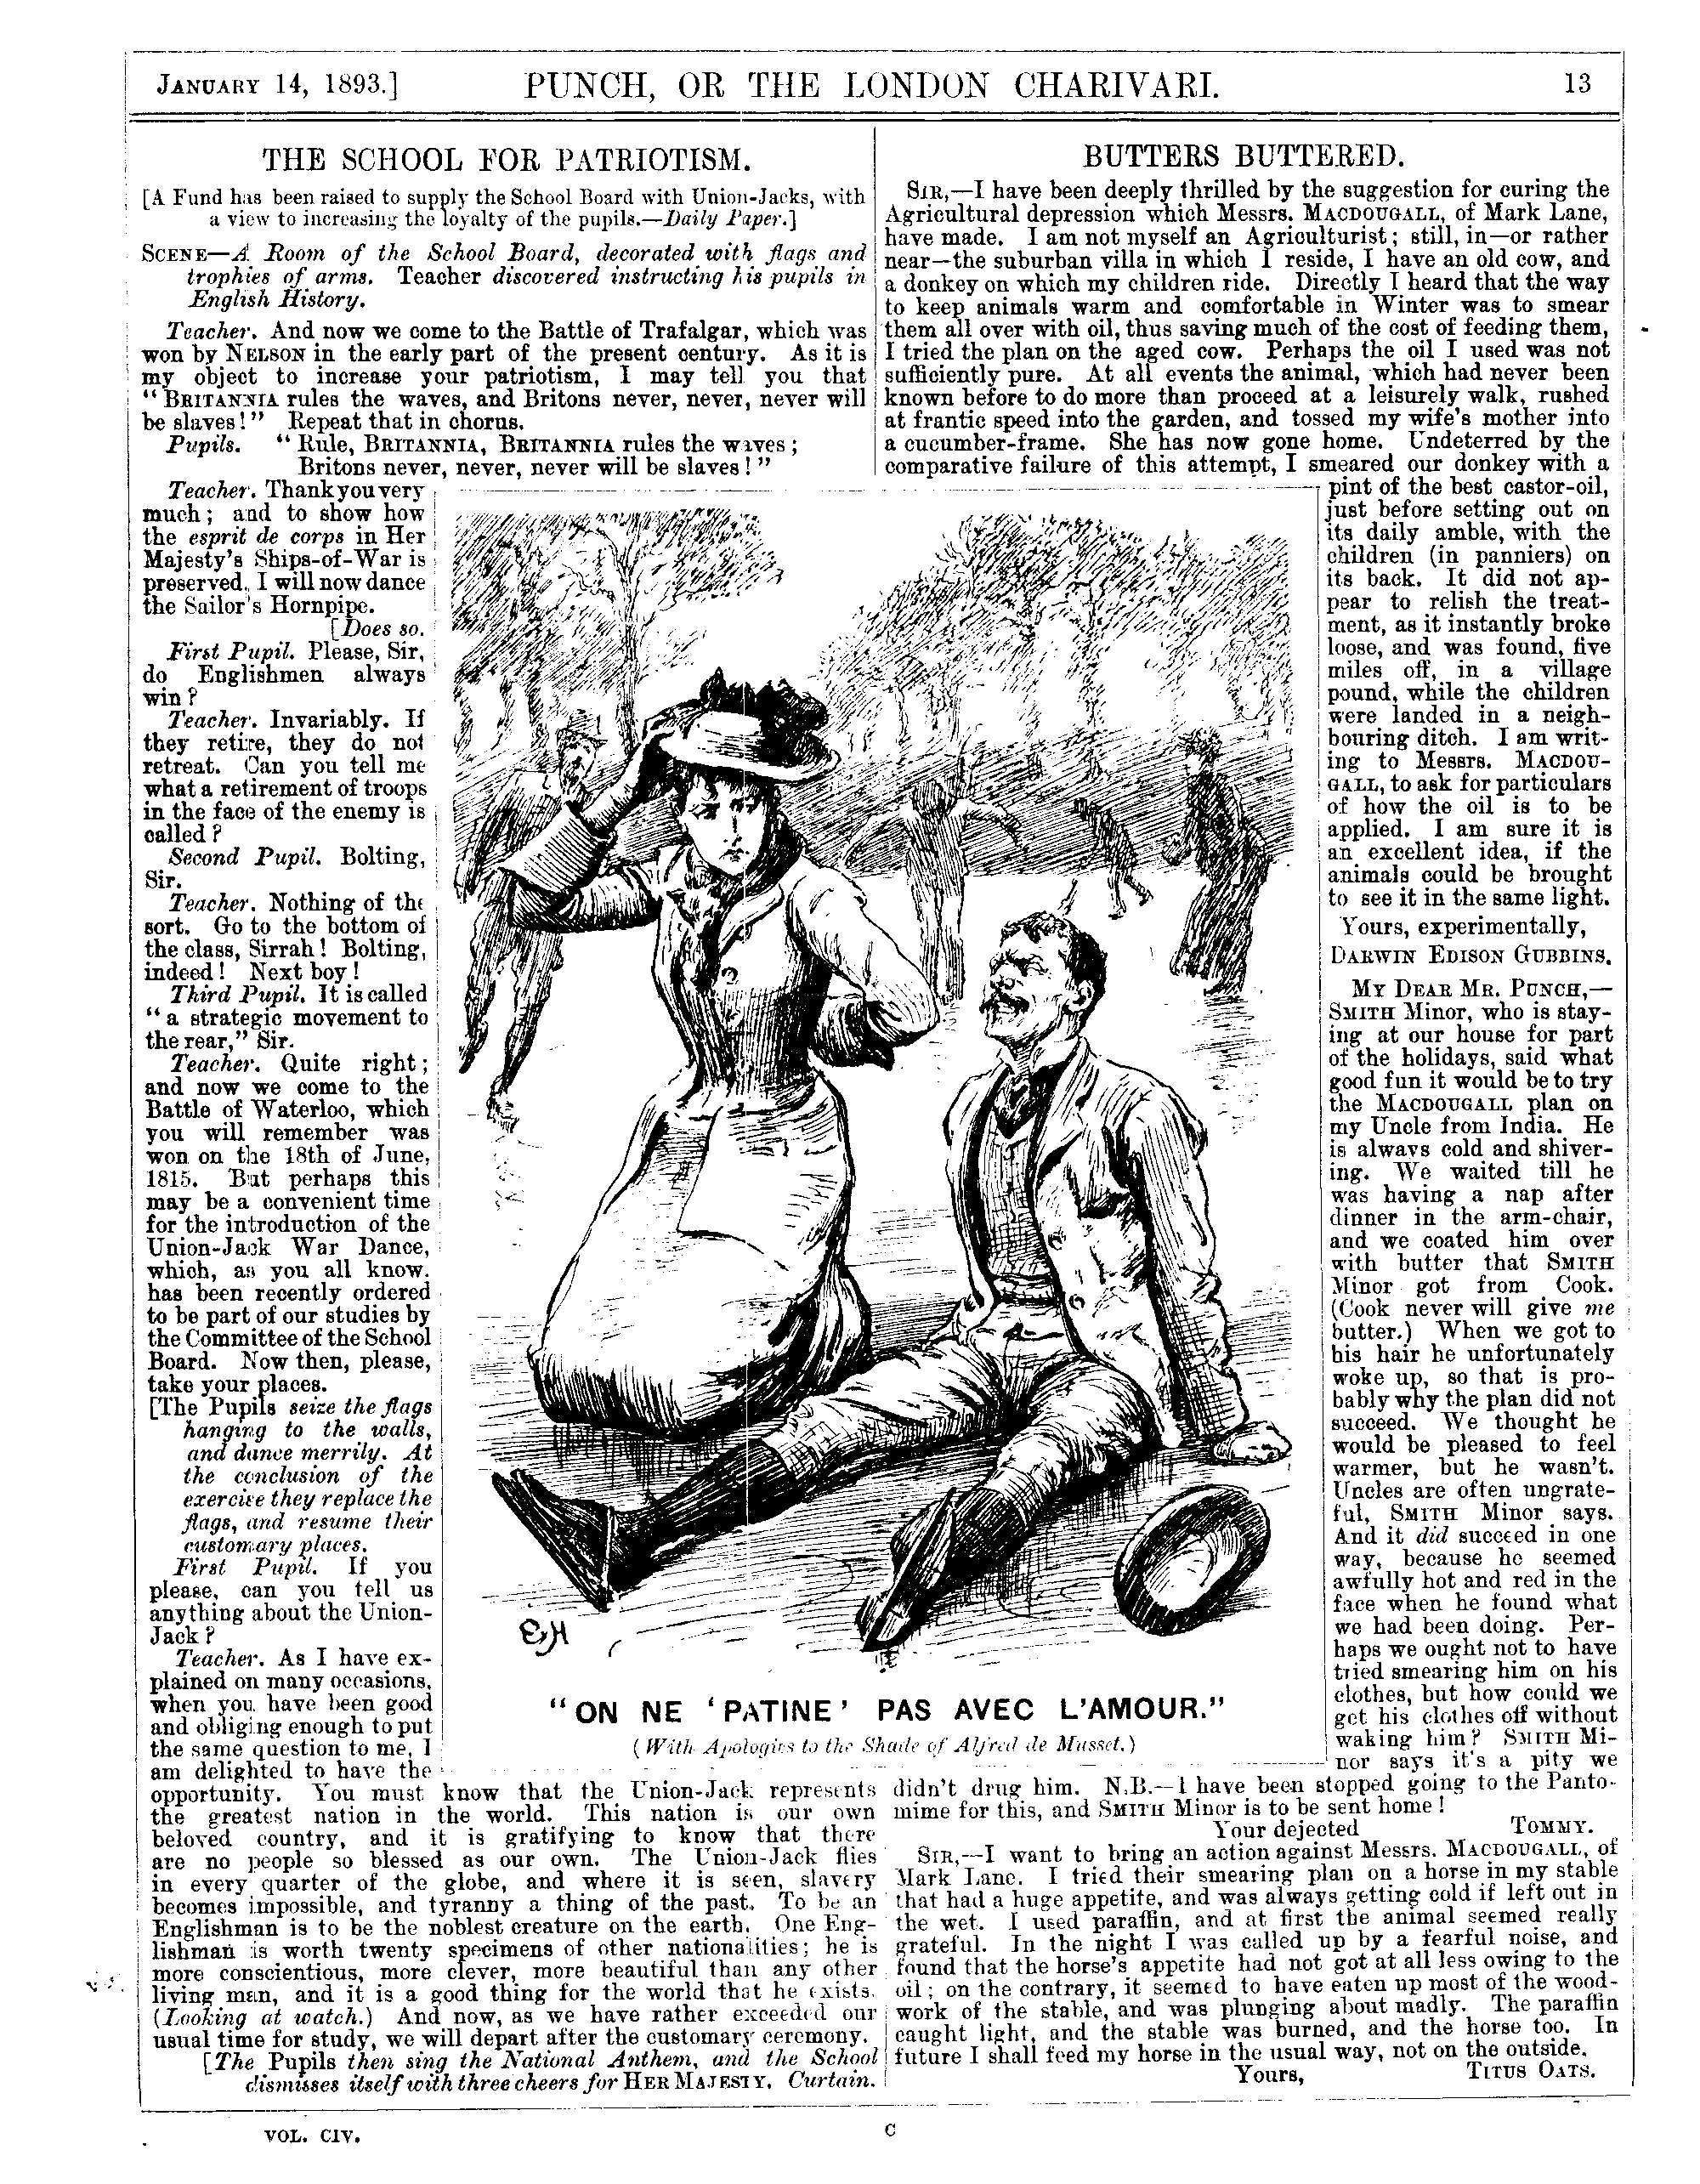 JANUARY 14, 1893.] PUNCH, OR THE LONDON CHARIVARI. 13
THE SCHOOL FOR PATRIOTISM.
[A Fund has been raised to supply the School Board with Union-Jacks, with
a view to increasing the loyalty of the pupils.—Daily Paper.]
SCENE—A Room of the School Board, decorated with flags and
trophies of arms. Teacher discovered instructing his pupils in
English History.
Teacher. And now we come to the Battle of Trafalgar, which was
won by NELSON in the early part of the present century. As it is
my object to increase your patriotism, I may tell you that
"BRITANNIA rules the waves, and Britons never, never, never will
be slaves!" Repeat that in chorus.
Pupils. "Rule, BRITANNIA, BRITANNIA rules the waves;
Britons never, never, never will be slaves!"
Teacher. Thank you very
much; and to show how
the esprit de corps in Her
Majesty's Ships-of-War is
preserved, I will now dance
the Sailor's Hornpipe.
[Does so.
First Pupil. Please, Sir,
do Englishmen always
win?
Teacher. Invariably. If
they retire, they do not
retreat. Can you tell me
what a retirement of troops
in the face of the enemy is
called?
Second Pupil. Bolting,
Sir.
Teacher. Nothing of the
sort. Go to the bottom of
the class, Sirrah! Bolting,
indeed! Next boy!
Third Pupil. It is called
"a strategic movement to
the rear," Sir.
Teacher. Quite right;
and now we come to the
Battle of Waterloo, which
you will remember was
won on the 18th of June,
1815. But perhaps this
may be a convenient time
for the introduction of the
Union-Jack War Dance,
which, as you all know,
has been recently ordered
to be part of our studies by
the Committee of the School
Board. Now then, please,
take your places.
[The Pupils seize the flags
hanging to the walls,
and dance merrily. At
the conclusion of the
exercise they replace the
flags, and resume their
customary places.
First Pupil. If you
please, can you tell us
anything about the Union-
Jack?
Teacher. As I have ex-
plained on many occasions,
when you have been good
and obliging enough to put
the same question to me, I
am delighted to have the
opportunity. You must know that the Union-Jack represents
the greatest nation in the world. This nation is our own
beloved country, and it is gratifying to know that there
are no people so blessed as our own. The Union-Jack flies
in every quarter of the globe, and where it is seen, slavery
becomes impossible, and tyranny a thing of the past. To be an
Englishman is to be the noblest creature on the earth. One Eng-
lishman is worth twenty specimens of other nationalities; he is
more conscientious, more clever, more beautiful than any other
living man, and it is a good thing for the world that he exists.
(Looking at watch.) And now, as we have rather exceeded our
usual time for study, we will depart after the customary ceremony.
[The Pupils then sing the National Anthem, and the School
dismisses itself with three cheers for HER MAJESTY. Curtain.
E H
"ON NE 'PATINE' PAS AVEC L'AMOUR."
(With Apologies to the Shade of Alfred de Musset.)
BUTTERS BUTTERED.
SIR,—I have been deeply thrilled by the suggestion for curing the
Agricultural depression which Messrs. MACDOUGALL, of Mark Lane,
have made. I am not myself an Agriculturist; still, in—or rather
near—the suburban villa in which I reside, I have an old cow, and
a donkey on which my children ride. Directly I heard that the way
to keep animals warm and comfortable in Winter was to smear
them all over with oil, thus saving much of the cost of feeding them,
I tried the plan on the aged cow. Perhaps the oil I used was not
sufficiently pure. At all events the animal, which had never been
known before to do more than proceed at a leisurely walk, rushed
at frantic speed into the garden, and tossed my wife's mother into
a cucumber-frame. She has now gone home. Undeterred by the
comparative failure of this attempt, I smeared our donkey with a
pint of the best castor-oil,
just before setting out on
its daily amble, with the
children (in panniers) on
its back. It did not ap-
pear to relish the treat-
ment, as it instantly broke
loose, and was found, five
miles off, in a village
pound, while the children
were landed in a neigh-
bouring ditch. I am writ-
ing to Messrs. MACDOU-
GALL, to ask for particulars
of how the oil is to be
applied. I am sure it is
an excellent idea, if the
animals could be brought
to see it in the same light.
Yours, experimentally,
DARWIN EDISON GUBBINS.
MY DEAR MR. PUNCH,—
SMITH Minor, who is stay-
ing at our house for part
of the holidays, said what
good fun it would be to try
the MACDOUGALL plan on
my Uncle from India. He
is always cold and shiver-
ing. We waited till he
was having a nap after
dinner in the arm-chair,
and we coated him over
with butter that SMITH
Minor got from Cook.
(Cook never will give me
butter.) When we got to
his hair he unfortunately
woke up, so that is pro-
bably why the plan did not
succeed. We thought he
would be pleased to feel
warmer, but he wasn't.
Uncles are often ungrate-
ful, SMITH Minor says.
And it did succeed in one
way, because he seemed
awfully hot and red in the
face when he found what
we had been doing. Per-
haps we ought not to have
tried smearing him on his
clothes, but how could we
get his clothes off without
waking him? SMITH Mi-
nor says it's a pity we
didn't drug him. N.B.—I have been stopped going to the Panto-
mime for this, and SMITH Minor is to be sent home!
Your dejected TOMMY.
SIR,—I want to bring an action against Messrs. MACDOUGALL, of
Mark Lane. I tried their smearing plan on a horse in my stable
that had a huge appetite, and was always getting cold if left out in
the wet. I used paraffin, and at first the animal seemed really
grateful. In the night I was called up by a fearful noise, and
found that the horse's appetite had not got at all less owing to the
oil; on the contrary, it seemed to have eaten up most of the wood-
work of the stable, and was plunging about madly. The paraffin
caught light, and the stable was burned, and the horse too. In
future I shall feed my horse in the usual way, not on the outside.
Yours, TITUS OATS.
VOL. CIV. C